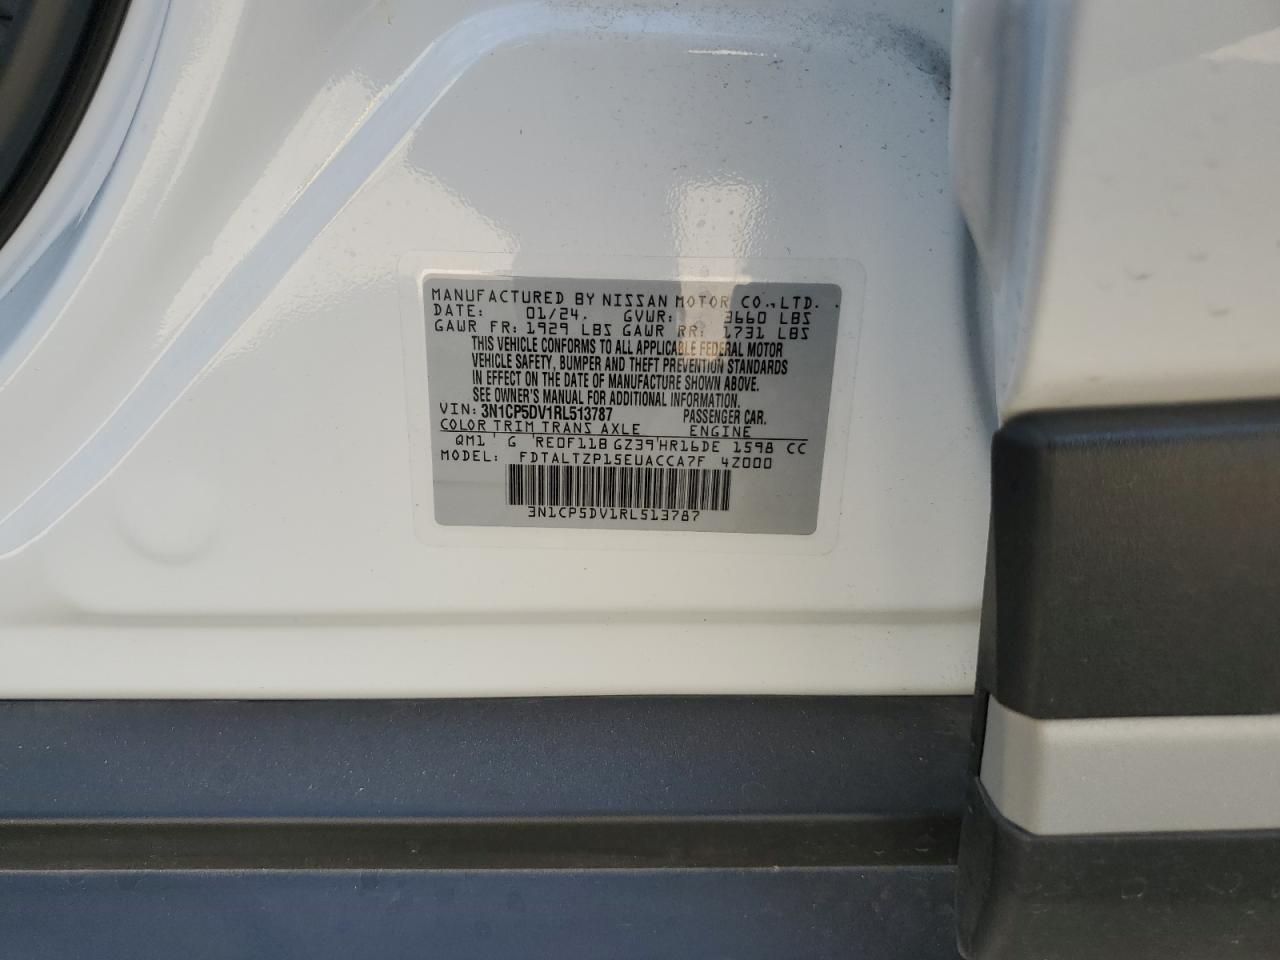 MANUFACTURED BY NISSAN MOTOR CO.,LTD.
DATE: 01/24. GVWR: 3660 LBS
GAWR FR: 1929 LBS GAWR RR: 1731 LBS
THIS VEHICLE CONFORMS TO ALL APPLICABLE FEDERAL MOTOR
VEHICLE SAFETY, BUMPER AND THEFT PREVENTION STANDARDS
IN EFFECT ON THE DATE OF MANUFACTURE SHOWN ABOVE.
SEE OWNER'S MANUAL FOR ADDITIONAL INFORMATION.
VIN: 3N1CP5DV1RL513787 PASSENGER CAR.
COLOR TRIM TRANS AXLE ENGINE
QM1 ' G 'RE0F11B GZ39'HR16DE 1598 CC
MODEL: FDTALTZP15EUACCA7F 4Z000
3N1CP5DV1RL513787